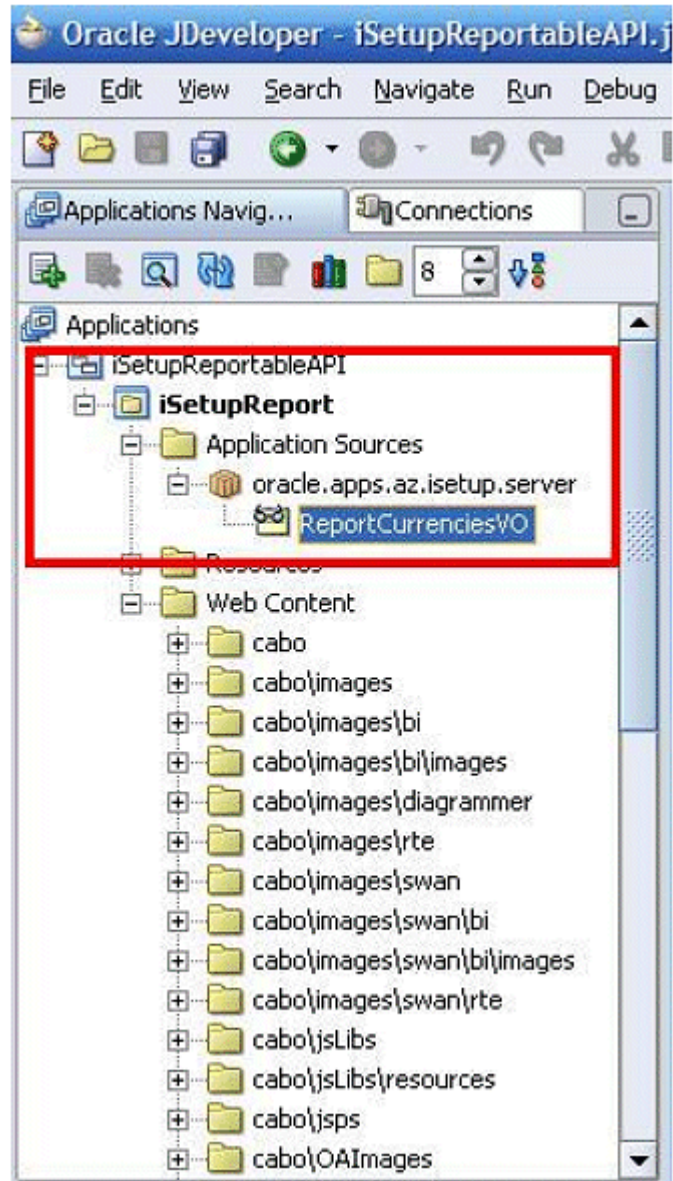 Oracle JDeveloper - iSetupReportableAPI.j
File Edit View Search Navigate Run Debug
Applications Navig... Connections
8
Applications
iSetupReportableAPI
iSetupReport
Application Sources
oracle.apps.az.isetup.server
ReportCurrenciesVO
Resources
Web Content
cabo
cabo\images
cabo\images\bi
cabo\images\bi\images
cabo\images\diagrammer
cabo\images\rte
cabo\images\swan
cabo\images\swan\bi
cabo\images\swan\bi\images
cabo\images\swan\rte
cabo\jsLibs
cabo\jsLibs\resources
cabo\jsps
cabo\OAImages